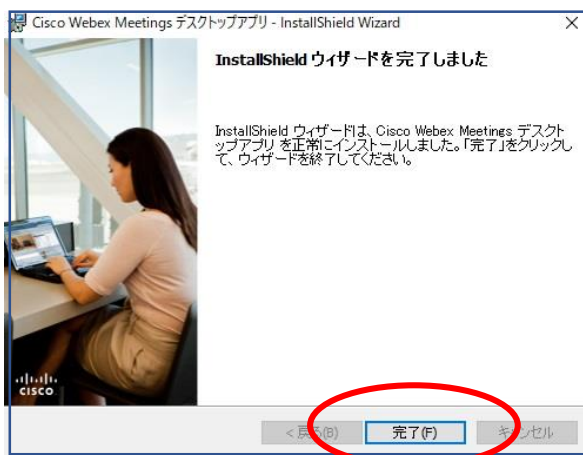 Cisco Webex Meetings デスクトップアプリ - InstallShield Wizard
InstallShield ウィザードを完了しました
InstallShield ウィザードは、Cisco Webex Meetings デスクト
ップアプリ を正常にインストールしました。「完了」をクリックし
て、ウィザードを終了してください。
CISCO
< 戻る(B)
完了(F)
キャンセル